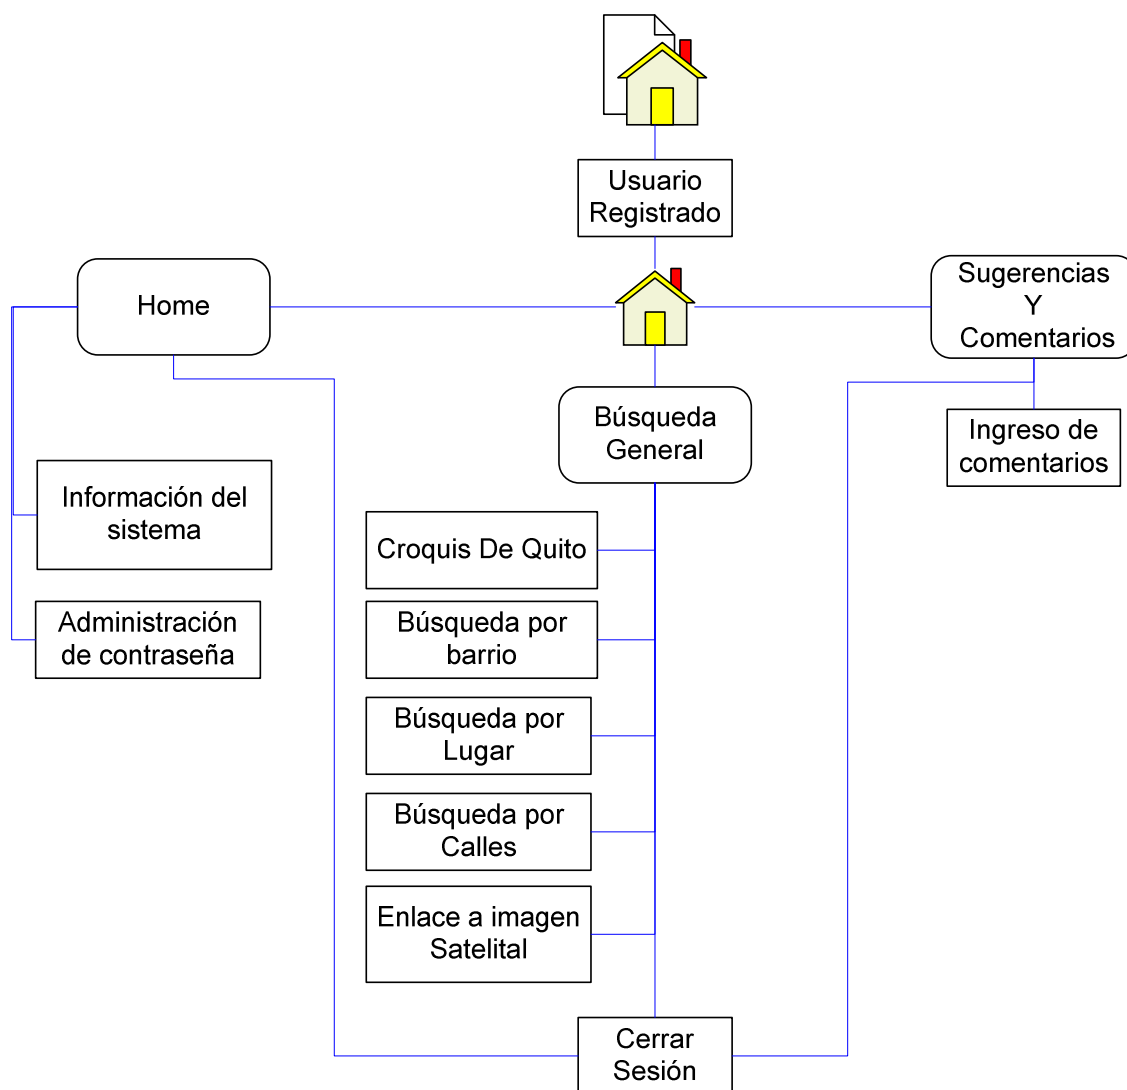 Usuario
Registrado
Home
Sugerencias
Y
Comentarios
Búsqueda
General
Ingreso de
comentarios
Información del
sistema
Croquis De Quito
Administración
de contraseña
Búsqueda por
barrio
Búsqueda por
Lugar
Búsqueda por
Calles
Enlace a imagen
Satelital
Cerrar
Sesión